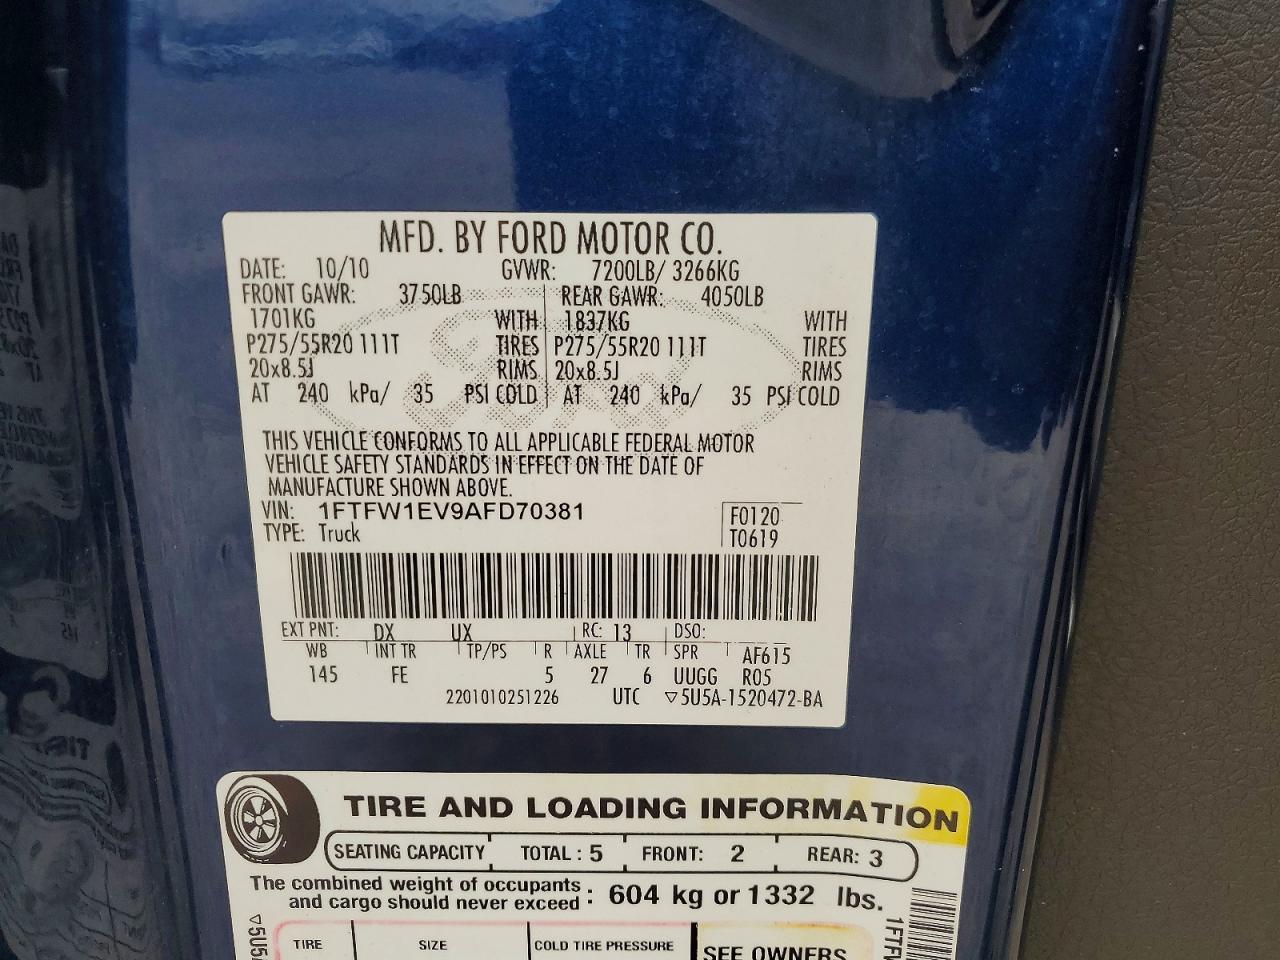 MFD. BY FORD MOTOR CO.
DATE: 10/10 GVWR: 7200LB/ 3266KG
FRONT GAWR: 3750LB REAR GAWR: 4050LB
1701KG WITH 1837KG WITH
P275/55R20 111T TIRES P275/55R20 111T TIRES
20x8.5J RIMS 20x8.5J RIMS
AT 240 kPa/ 35 PSI COLD AT 240 kPa/ 35 PSI COLD
THIS VEHICLE CONFORMS TO ALL APPLICABLE FEDERAL MOTOR
VEHICLE SAFETY STANDARDS IN EFFECT ON THE DATE OF
MANUFACTURE SHOWN ABOVE.
VIN: 1FTFW1EV9AFD70381 F0120
TYPE: Truck T0619
EXT PNT: DX UX RC: 13 DSO:
WB INT TR TP/PS R AXLE TR SPR AF615
145 FE 5 27 6 UUGG R05
2201010251226 UTC ▽5U5A-1520472-BA
TIRE AND LOADING INFORMATION
SEATING CAPACITY TOTAL : 5 FRONT: 2 REAR: 3
The combined weight of occupants
and cargo should never exceed : 604 kg or 1332 lbs.
TIRE SIZE COLD TIRE PRESSURE SEE OWNERS
▽5U5
1FTF